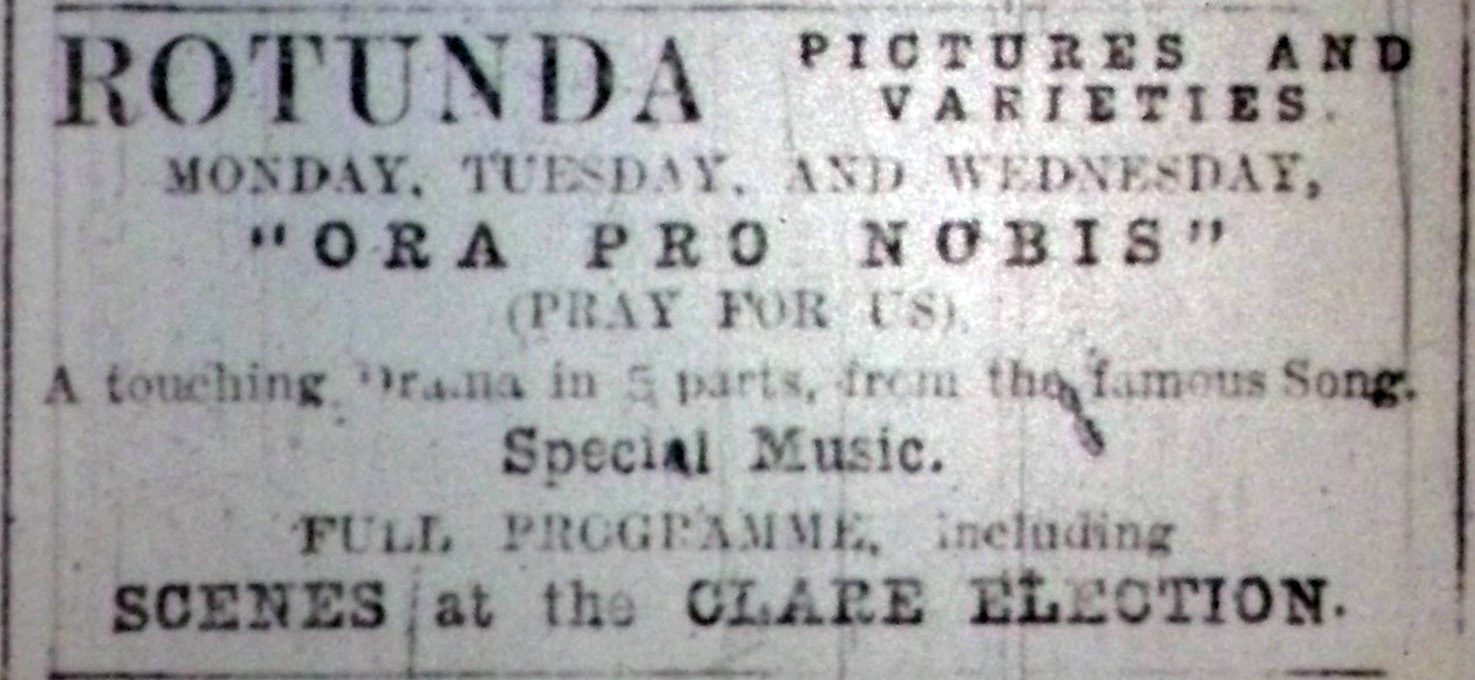 ROTUNDA PICTURES AND
VARIETIES.
MONDAY, TUESDAY, AND WEDNESDAY,
"ORA PRO NOBIS"
(PRAY FOR US).
A touching Drama in 5 parts, from the famous Song.
Special Music.
FULL PROGRAMME, including
SCENES at the CLARE ELECTION.